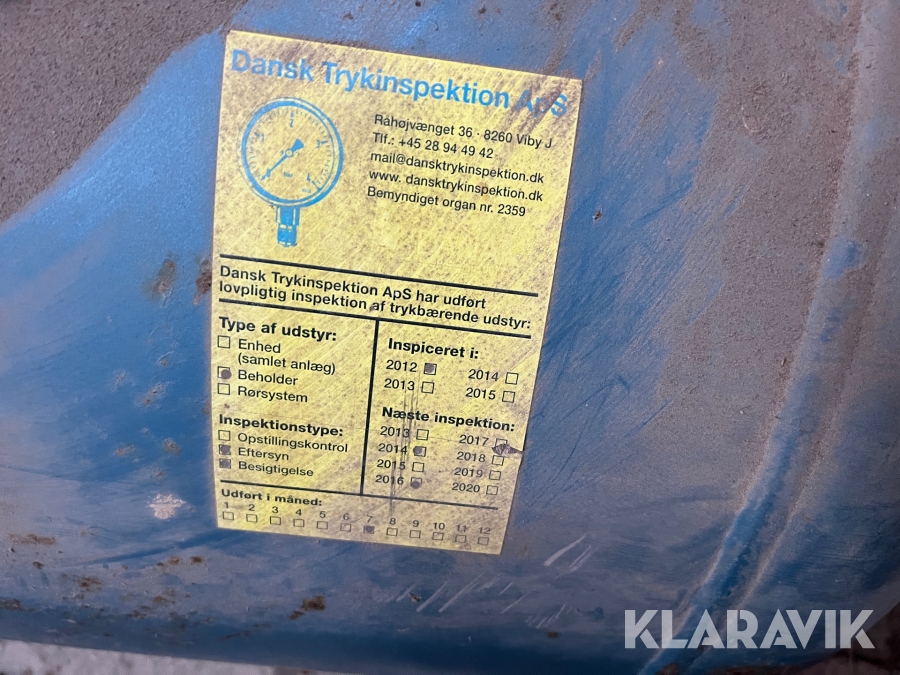 Dansk Trykinspektion ApS
Råhøjvænget 36 · 8260 Viby J
Tlf.: +45 28 94 49 42
mail@dansktrykinspektion.dk
www. dansktrykinspektion.dk
Bemyndiget organ nr. 2359
Dansk Trykinspektion ApS har udført
lovpligtig inspektion af trykbærende udstyr:
Type af udstyr:
Enhed
(samlet anlæg)
Beholder
Rørsystem
Inspektionstype:
Opstillingskontrol
Eftersyn
Besigtigelse
Inspiceret i:
2012 2014
2013 2015
Næste inspektion:
2013 2017
2014 2018
2015 2019
2016 2020
Udført i måned:
1 2 3 4 5 6 7 8 9 10 11 12
KLARAVIK